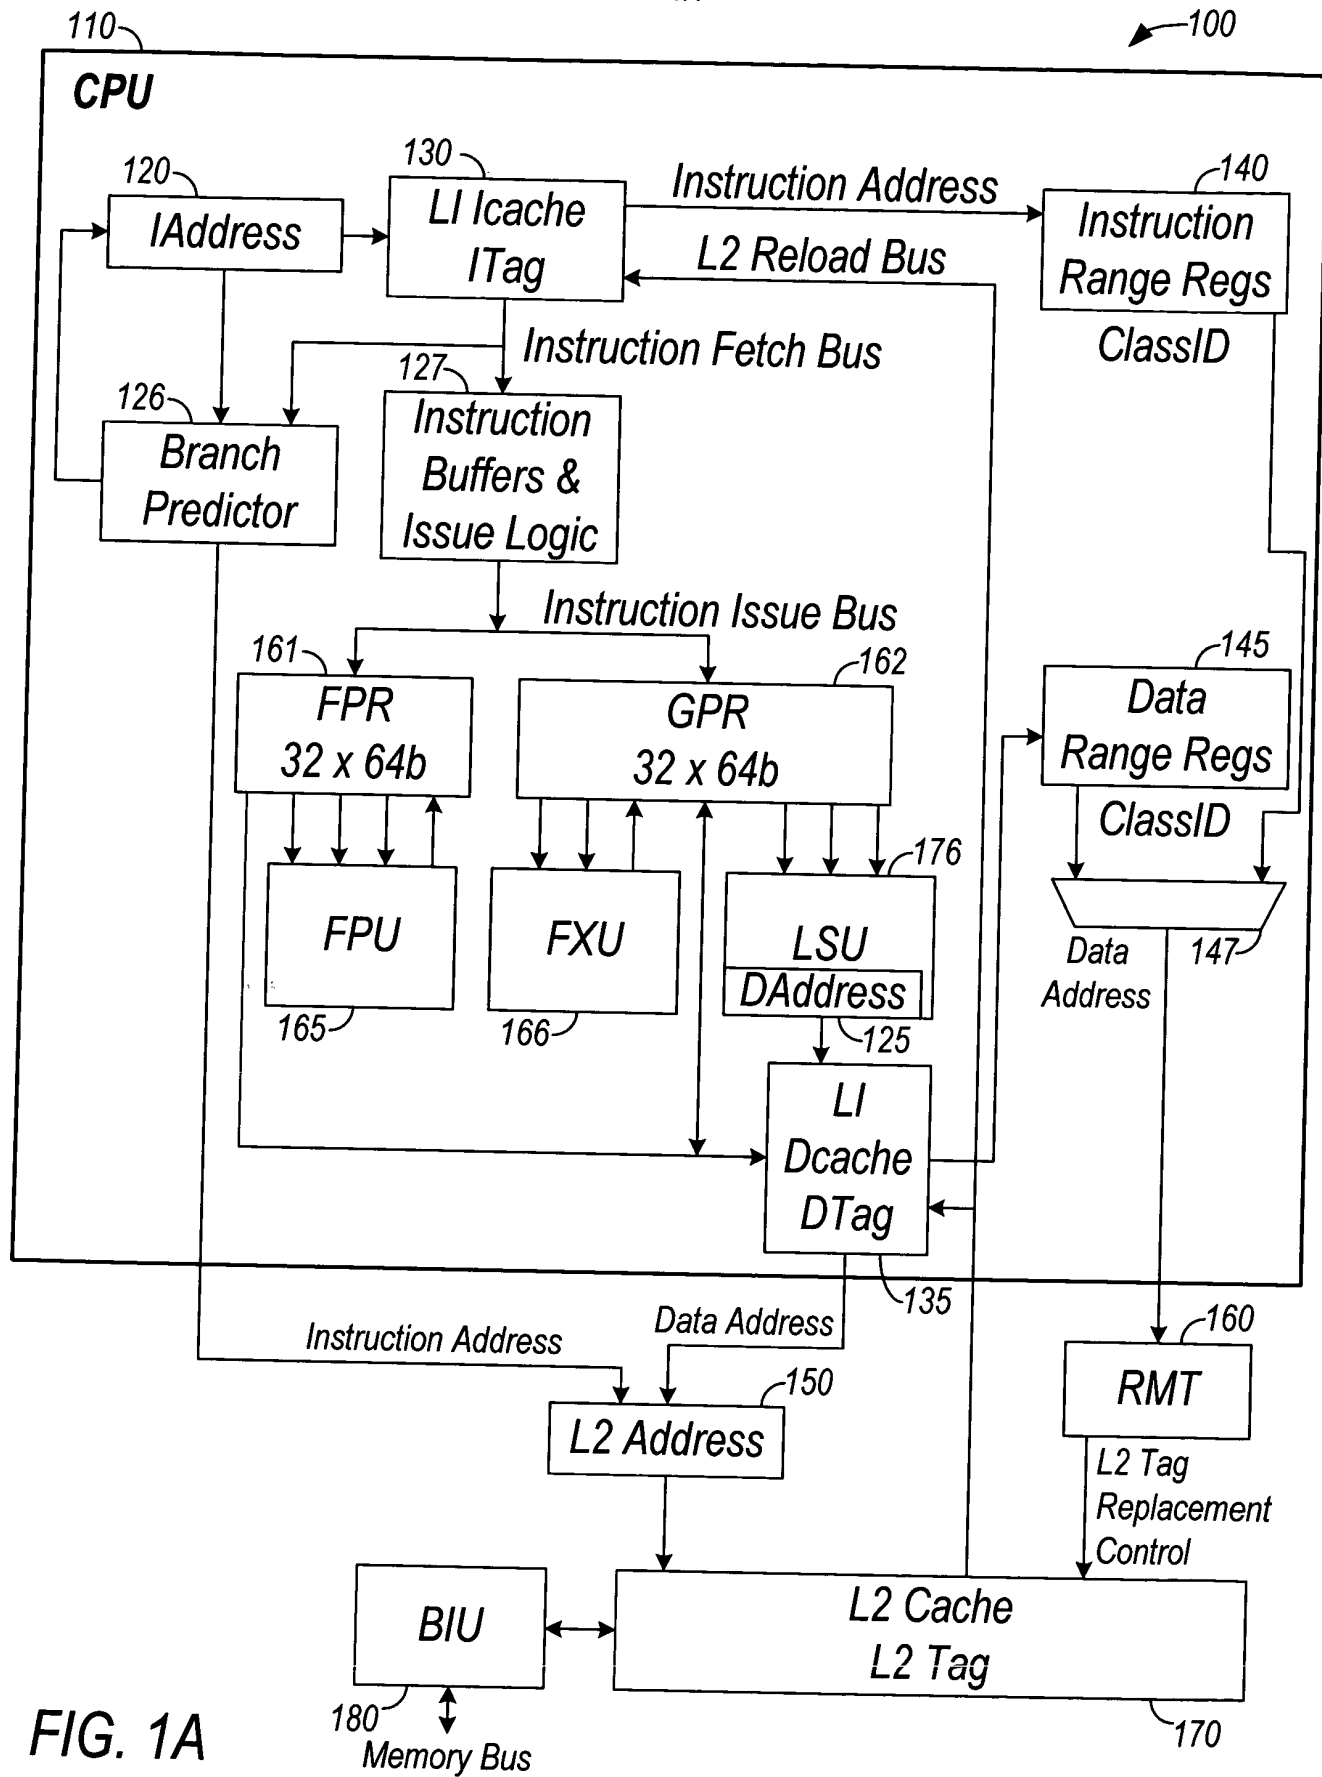 100
110
CPU
120
IAddress
130
LI Icache
ITag
Instruction Address
L2 Reload Bus
140
Instruction
Range Regs
ClassID
Instruction Fetch Bus
126
Branch
Predictor
127
Instruction
Buffers &
Issue Logic
Instruction Issue Bus
161
FPR
32 x 64b
162
GPR
32 x 64b
145
Data
Range Regs
ClassID
FPU
165
FXU
166
176
LSU
DAddress
125
147
Data
Address
LI
Dcache
DTag
135
Instruction Address
Data Address
150
L2 Address
160
RMT
L2 Tag
Replacement
Control
BIU
180
Memory Bus
L2 Cache
L2 Tag
170
FIG. 1A